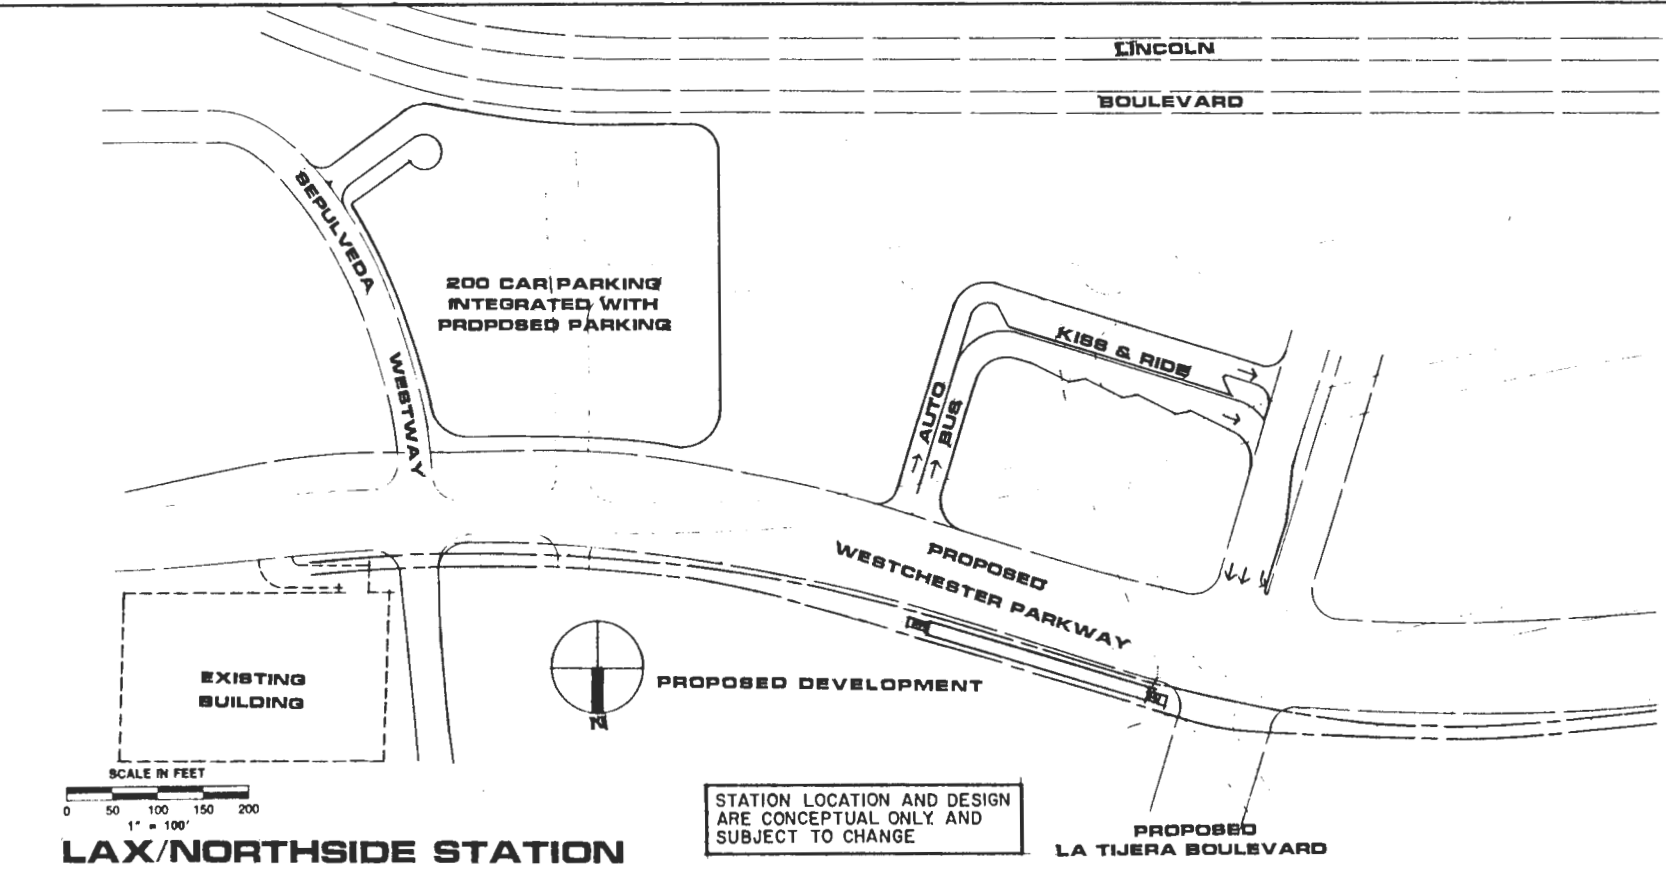 LINCOLN
BOULEVARD
SEPULVEDA
WESTWAY
200 CAR PARKING
INTEGRATED WITH
PROPOSED PARKING
KISS & RIDE
AUTO
BUS
PROPOSED
WESTCHESTER PARKWAY
EXISTING
BUILDING
N
PROPOSED DEVELOPMENT
SCALE IN FEET
0 50 100 150 200
1" = 100'
LAX/NORTHSIDE STATION
STATION LOCATION AND DESIGN
ARE CONCEPTUAL ONLY. AND
SUBJECT TO CHANGE
PROPOSED
LA TIJERA BOULEVARD